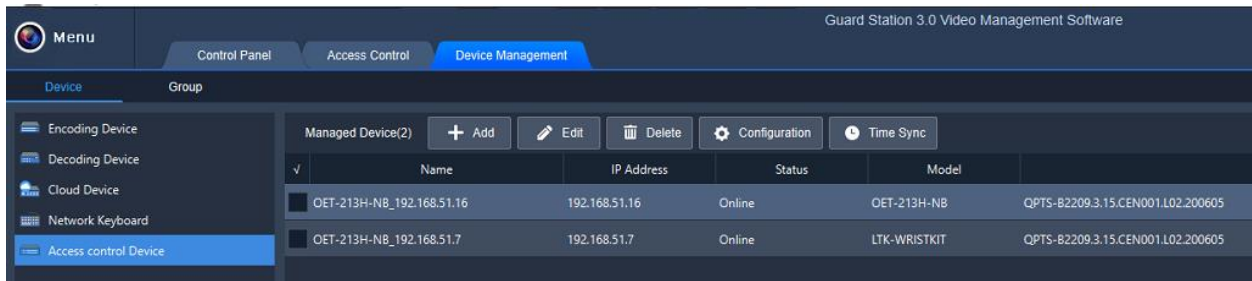 Guard Station 3.0 Video Management Software
Menu
Control Panel Access Control Device Management
Device Group
Encoding Device
Decoding Device
Cloud Device
Network Keyboard
Access control Device
Managed Device(2) + Add Edit Delete Configuration Time Sync
√ Name IP Address Status Model
OET-213H-NB_192.168.51.16 192.168.51.16 Online OET-213H-NB QPTS-B2209.3.15.CEN001.L02.200605
OET-213H-NB_192.168.51.7 192.168.51.7 Online LTK-WRISTKIT QPTS-B2209.3.15.CEN001.L02.200605